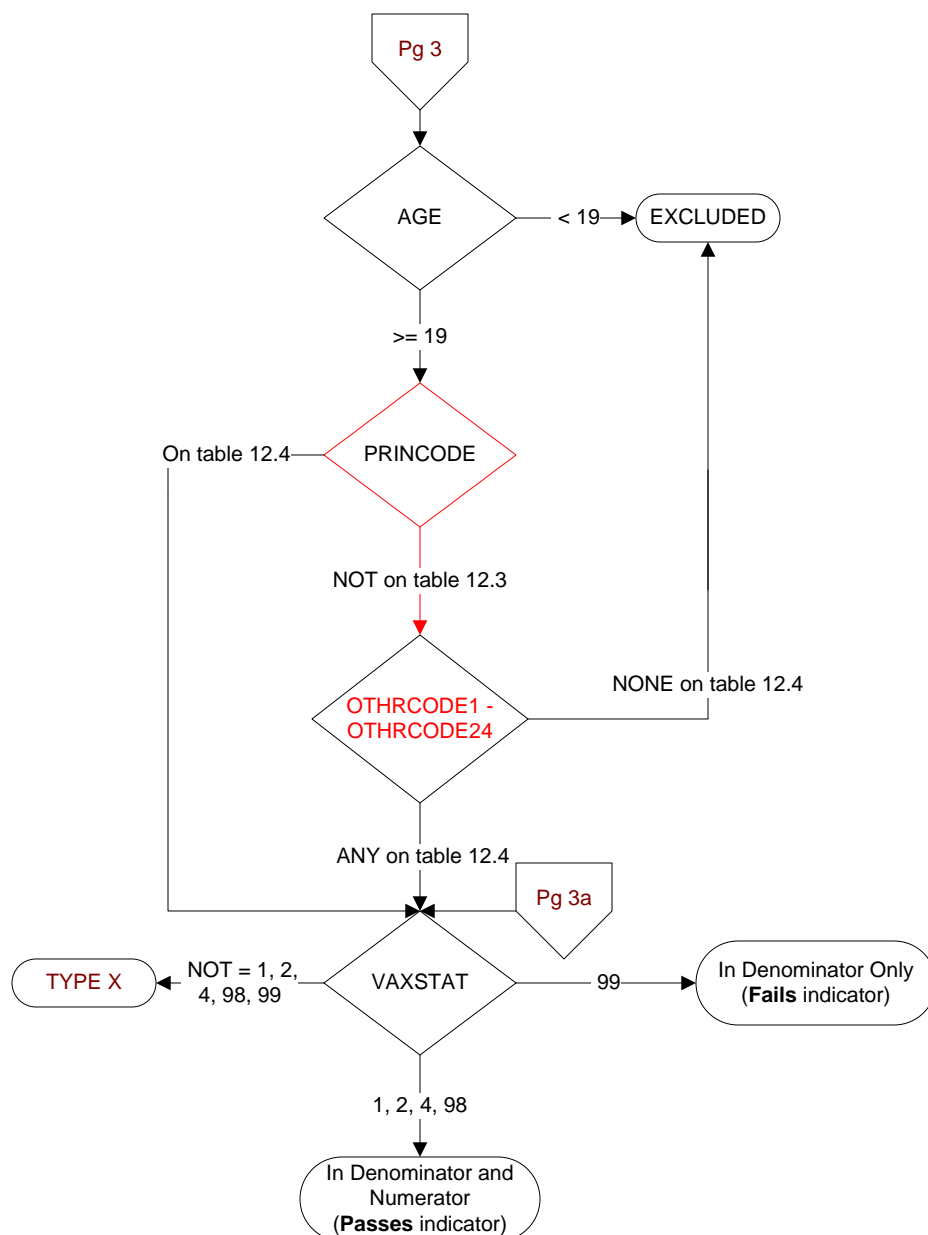 Pg 3
AGE
< 19
EXCLUDED
>= 19
On table 12.4
PRINCODE
NOT on table 12.3
OTHRCODE1 -
OTHRCODE24
NONE on table 12.4
ANY on table 12.4
Pg 3a
TYPE X
NOT = 1, 2,
4, 98, 99
VAXSTAT
99
In Denominator Only
(Fails indicator)
1, 2, 4, 98
In Denominator and
Numerator
(Passes indicator)